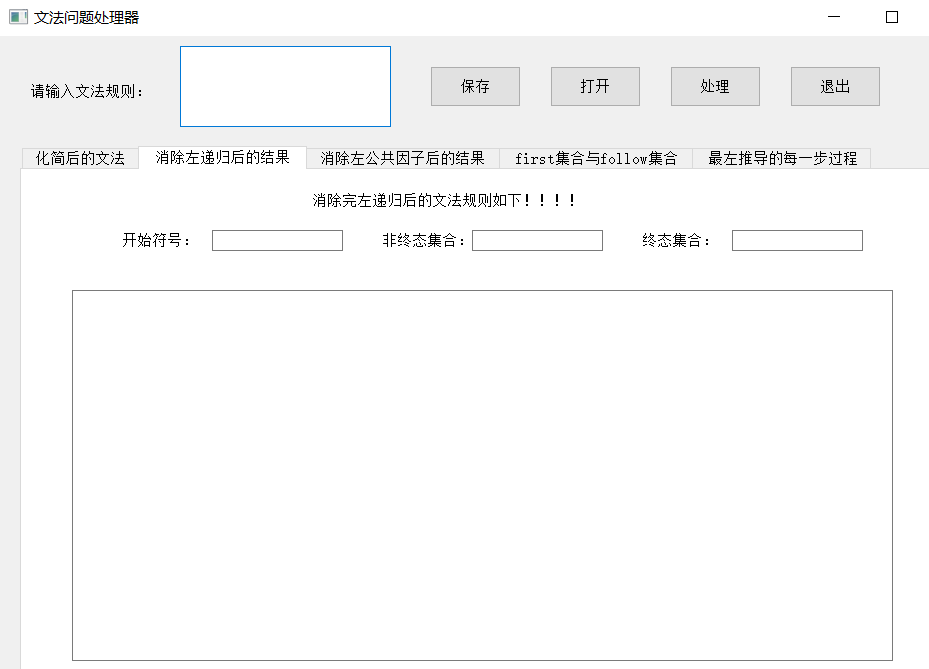 文法问题处理器
请输入文法规则：
保存
打开
处理
退出
化简后的文法
消除左递归后的结果
消除左公共因子后的结果
first集合与follow集合
最左推导的每一步过程
消除完左递归后的文法规则如下！！！！
开始符号：
非终态集合：
终态集合：